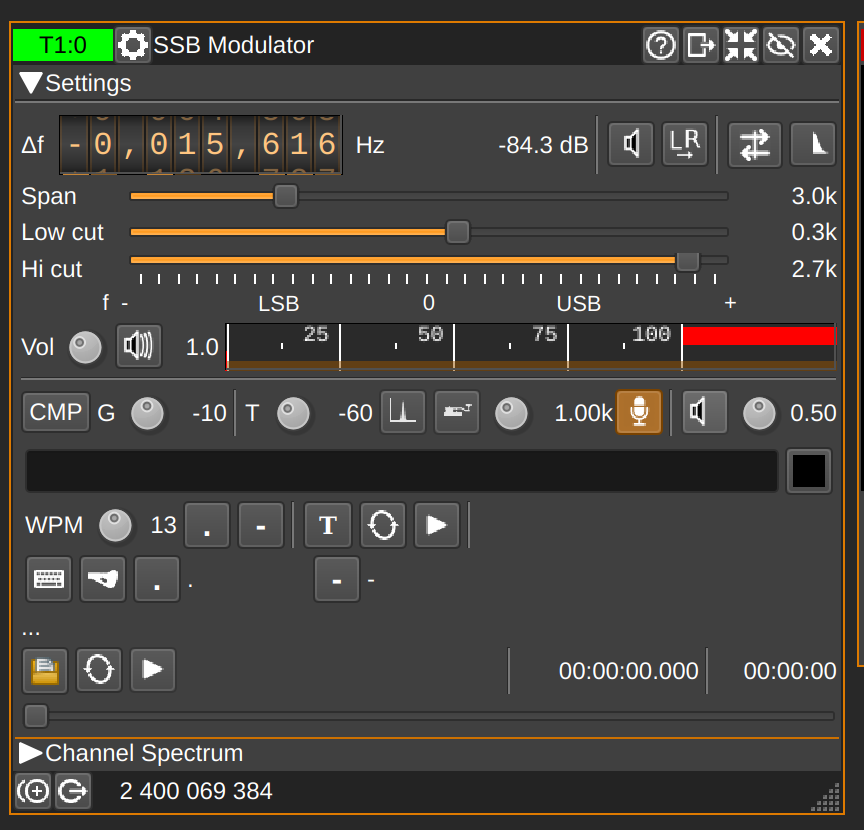 T1:0 SSB Modulator
Settings
Δf -0,015,616 Hz -84.3 dB LR
Span 3.0k
Low cut 0.3k
Hi cut 2.7k
f - LSB 0 USB +
Vol 1.0 25 50 75 100
CMP G -10 T -60 1.00k 0.50
WPM 13 . - T
. . - -
...
00:00:00.000 00:00:00
Channel Spectrum
2 400 069 384